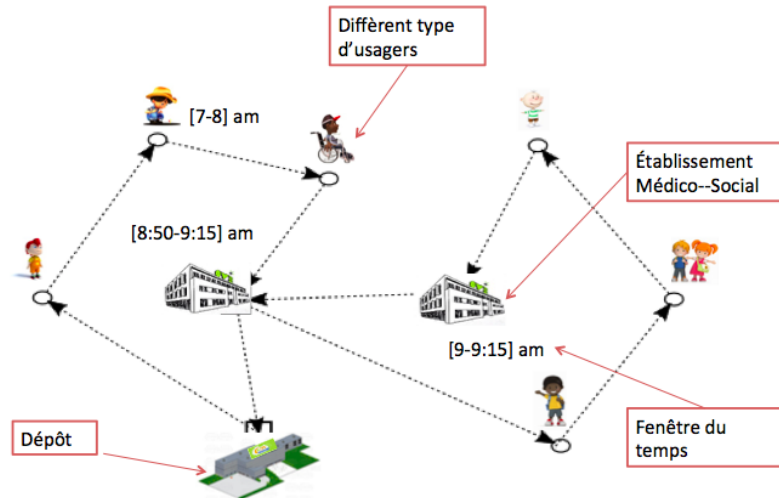 Diffèrent type
d'usagers
[7-8] am
Établissement
Médico--Social
[8:50-9:15] am
[9-9:15] am
Dépôt
Fenêtre du
temps